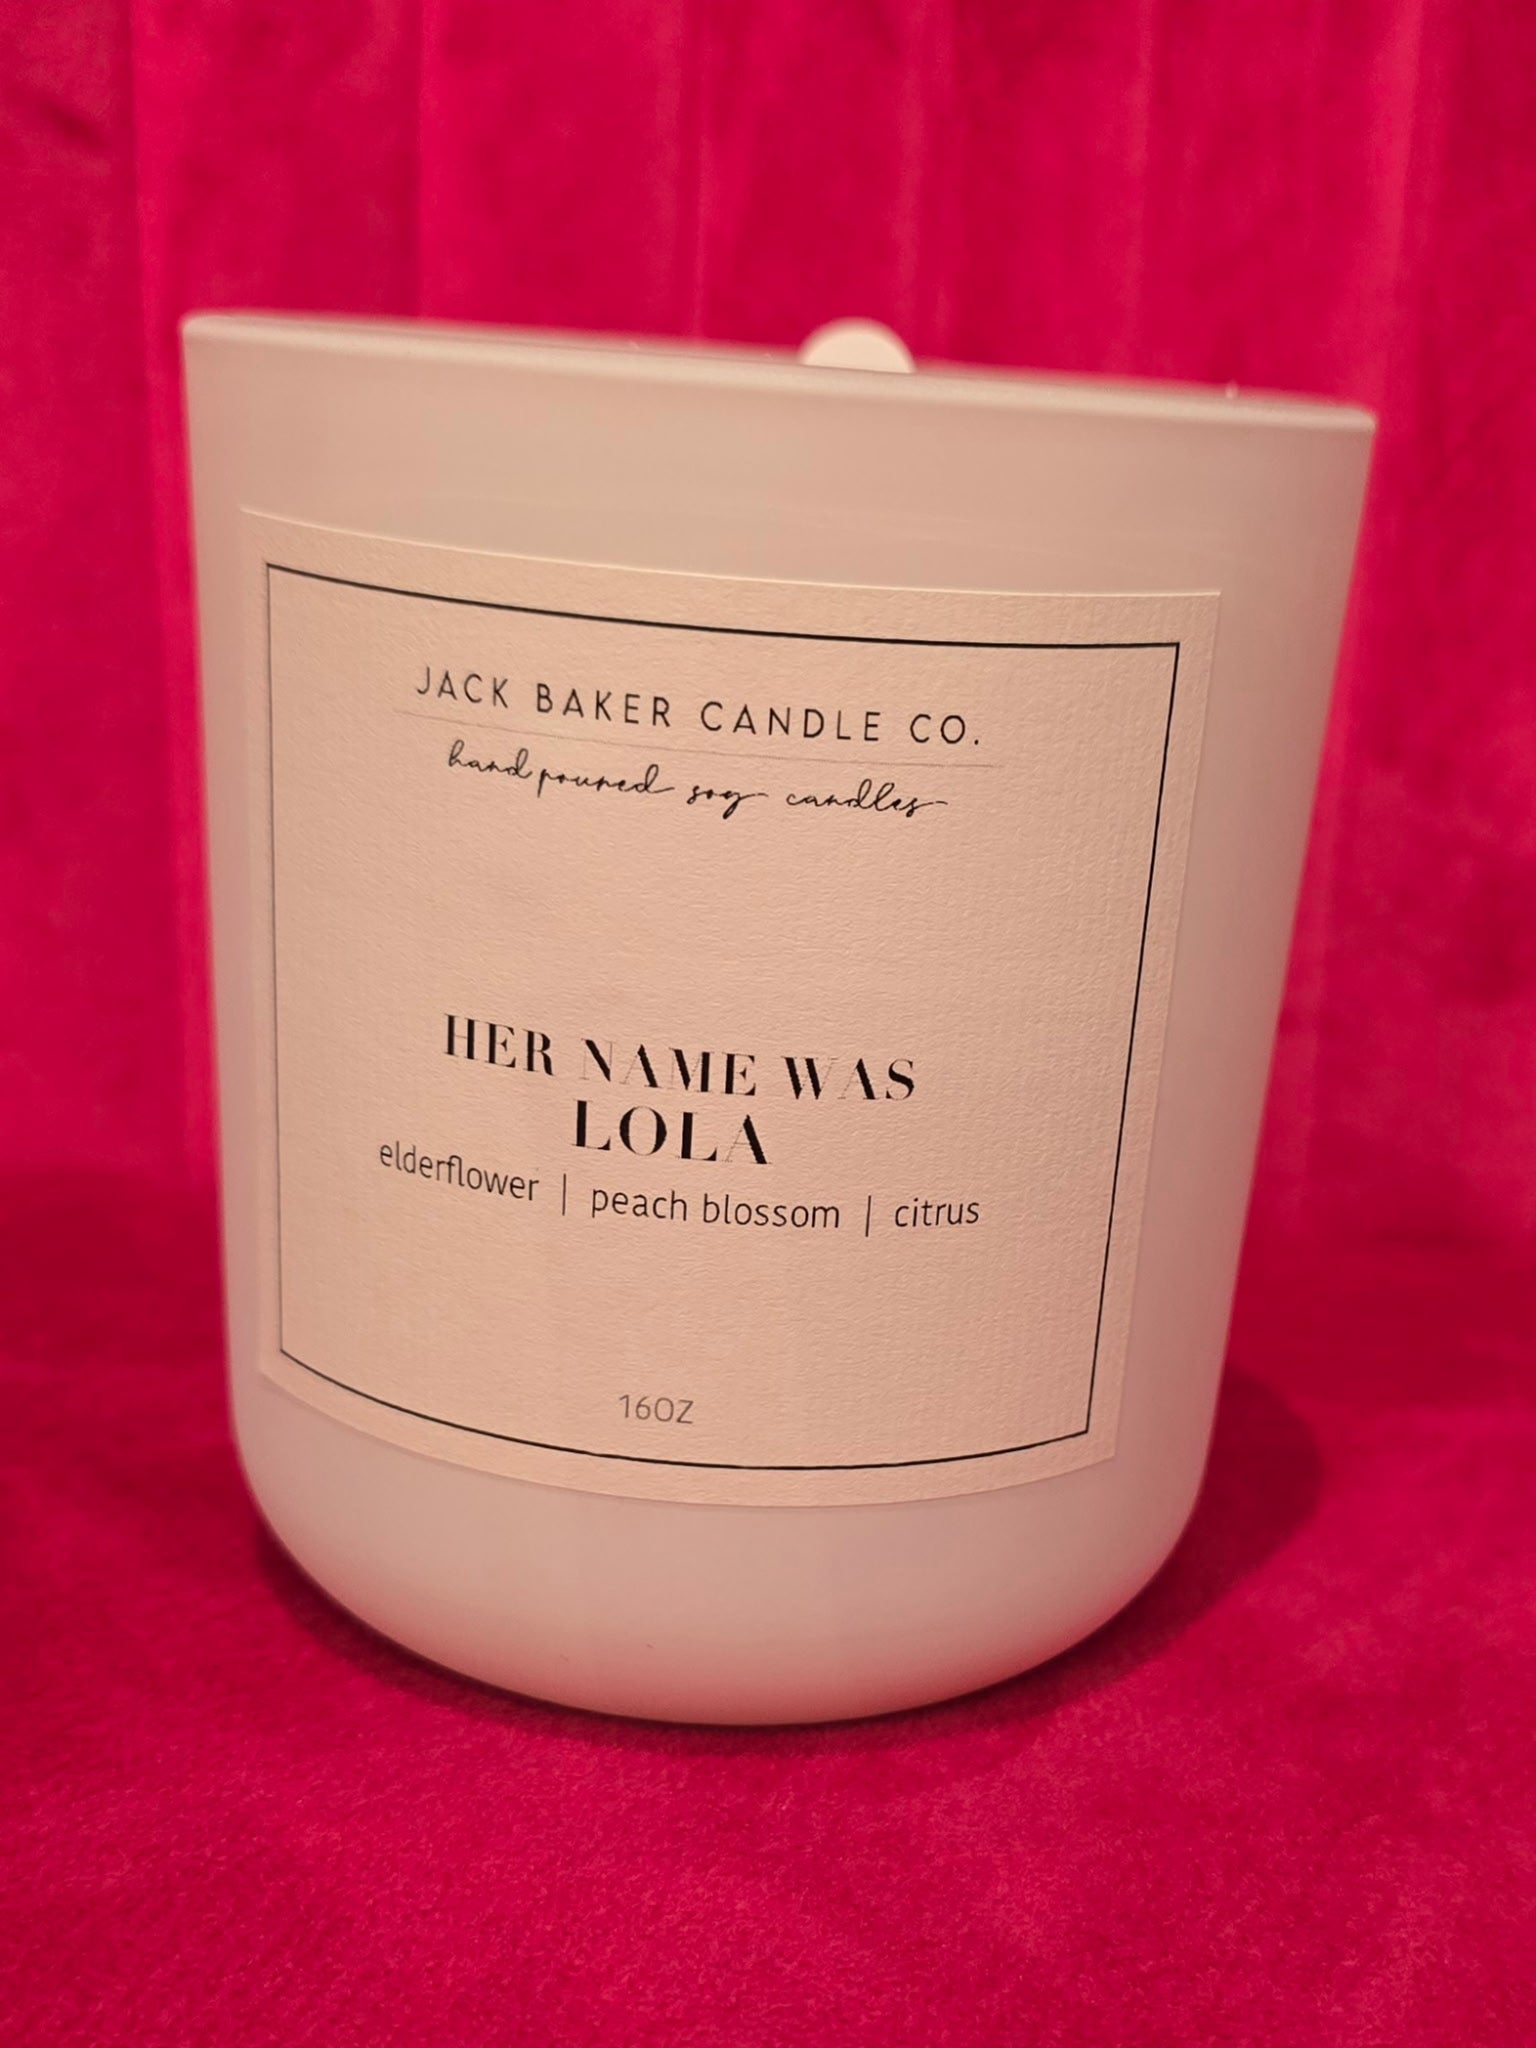 JACK BAKER CANDLE CO.
hand poured soy candles
HER NAME WAS
LOLA
elderflower | peach blossom | citrus
16OZ